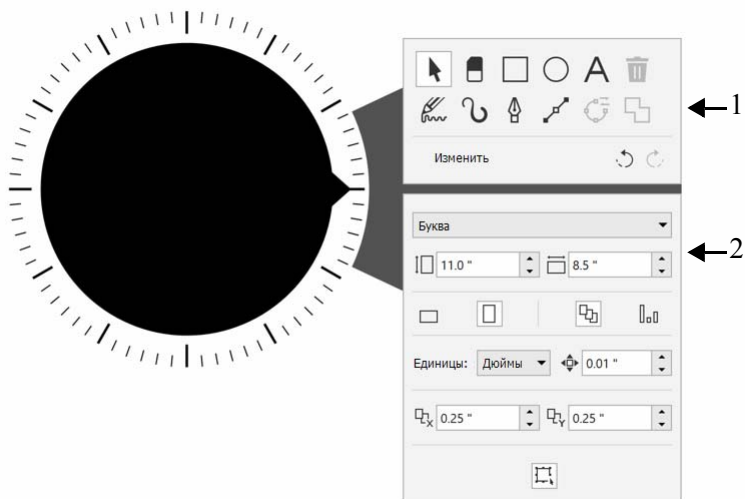 1
Изменить
Буква
2
11.0 " 8.5 "
Единицы: Дюймы 0.01 "
X 0.25 " Y 0.25 "